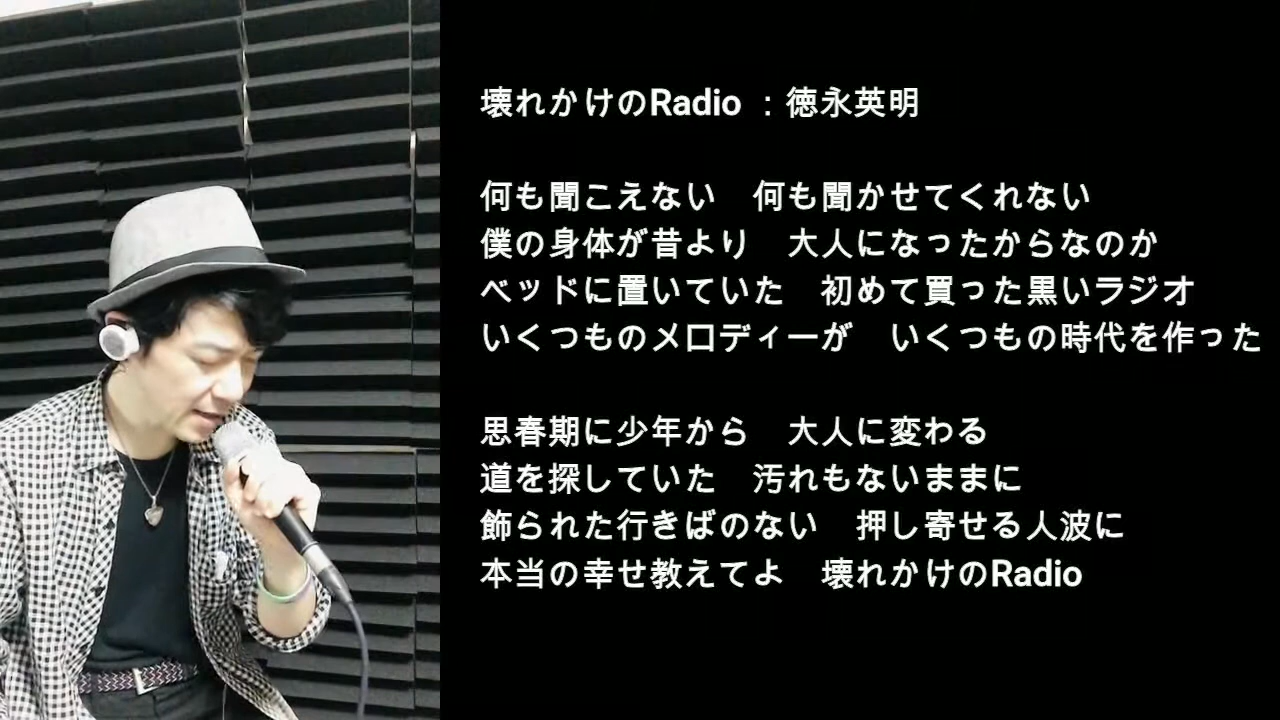 壊れかけのRadio ：徳永英明
何も聞こえない　何も聞かせてくれない
僕の身体が昔より　大人になったからなのか
ベッドに置いていた　初めて買った黒いラジオ
いくつものメロディーが　いくつもの時代を作った
思春期に少年から　大人に変わる
道を探していた　汚れもないままに
飾られた行きばのない　押し寄せる人波に
本当の幸せ教えてよ　壊れかけのRadio